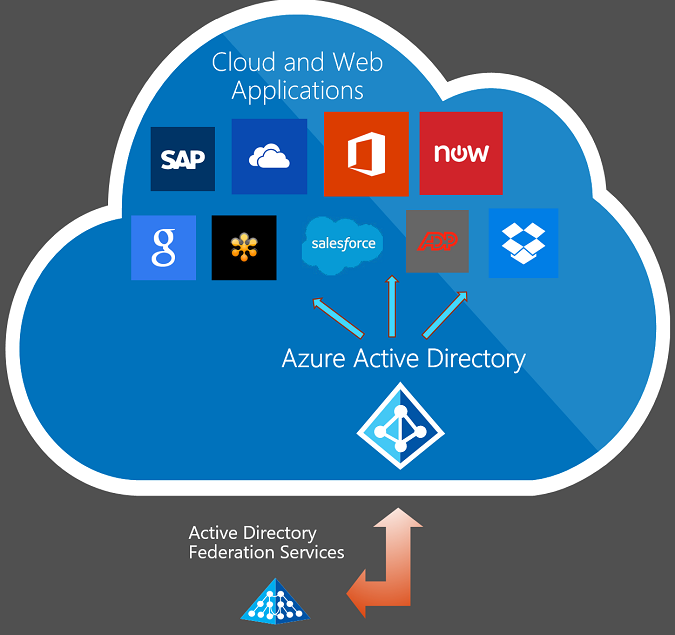 Cloud and Web
Applications
SAP
now
g
salesforce
ADP
Azure Active Directory
Active Directory
Federation Services